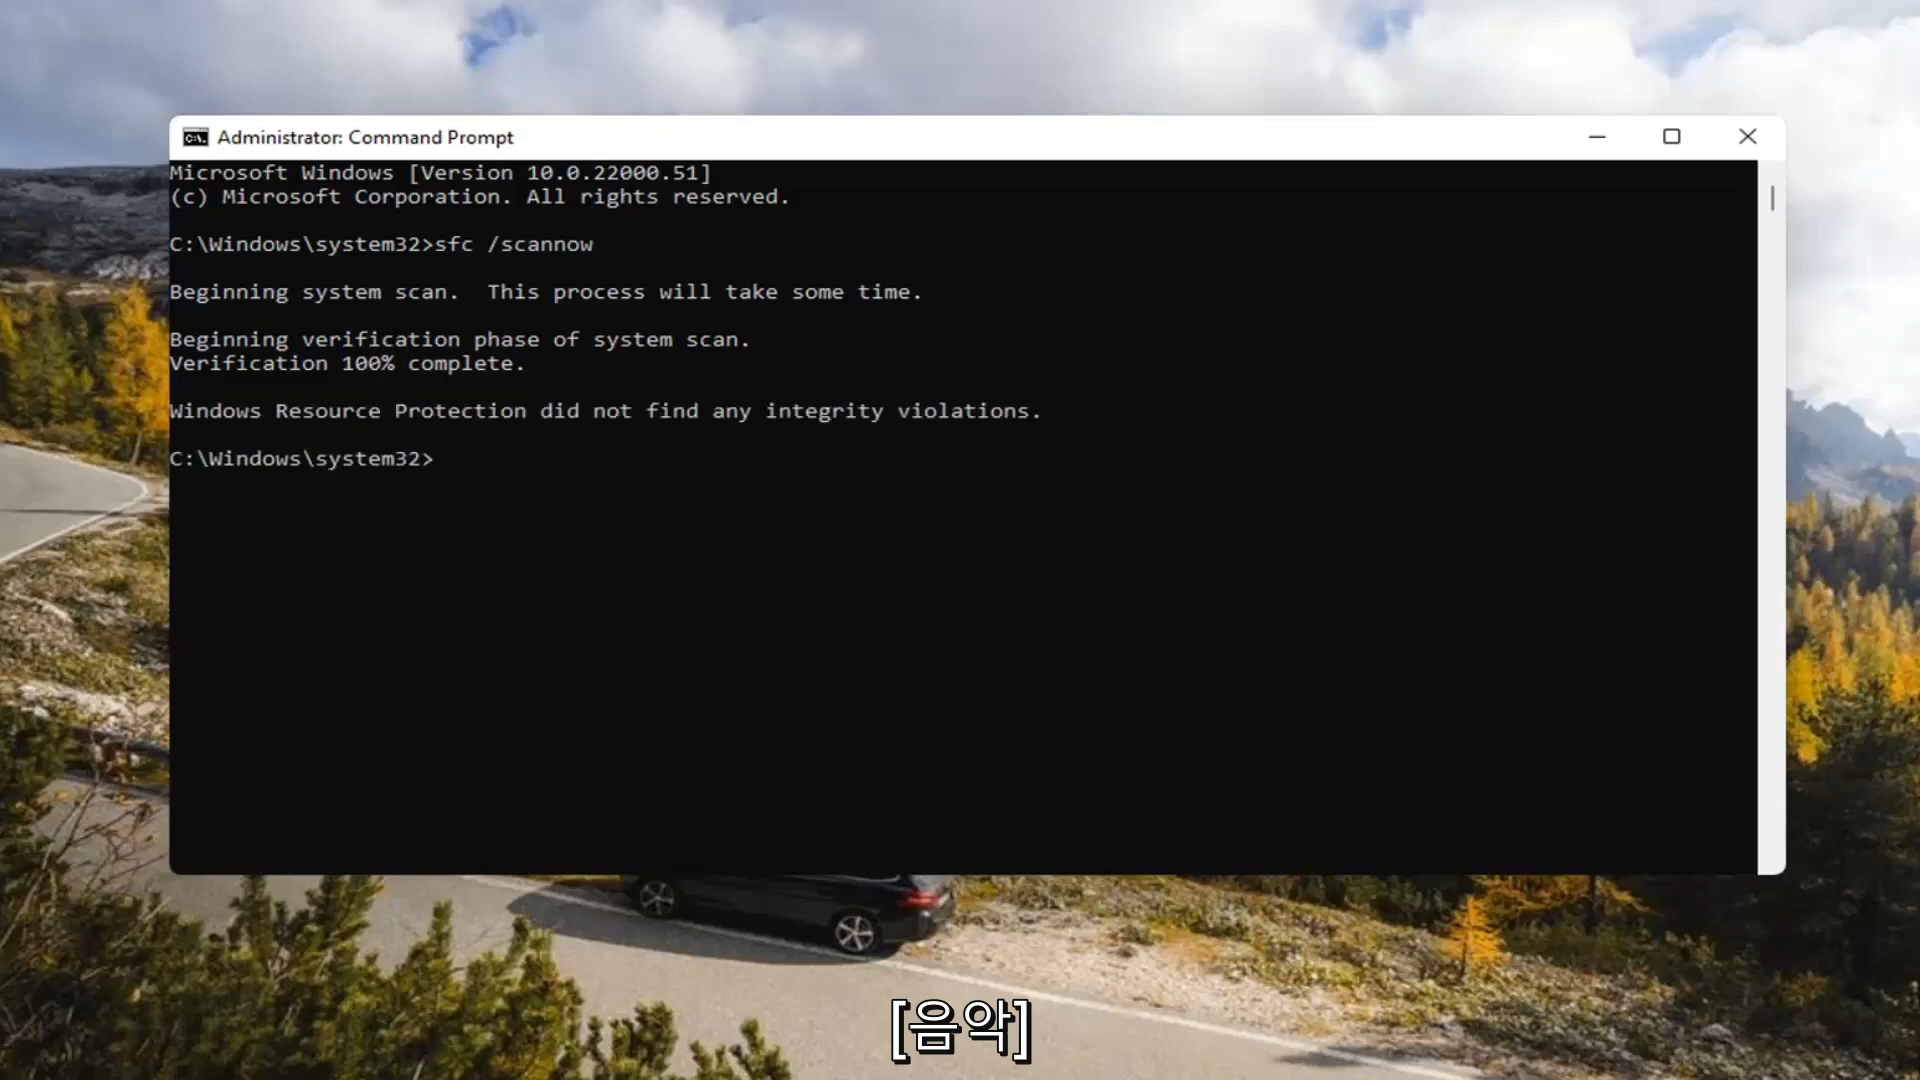 Administrator: Command Prompt
Microsoft Windows [Version 10.0.22000.51]
(c) Microsoft Corporation. All rights reserved.
C:\Windows\system32>sfc /scannow
Beginning system scan.  This process will take some time.
Beginning verification phase of system scan.
Verification 100% complete.
Windows Resource Protection did not find any integrity violations.
C:\Windows\system32>
[음악]